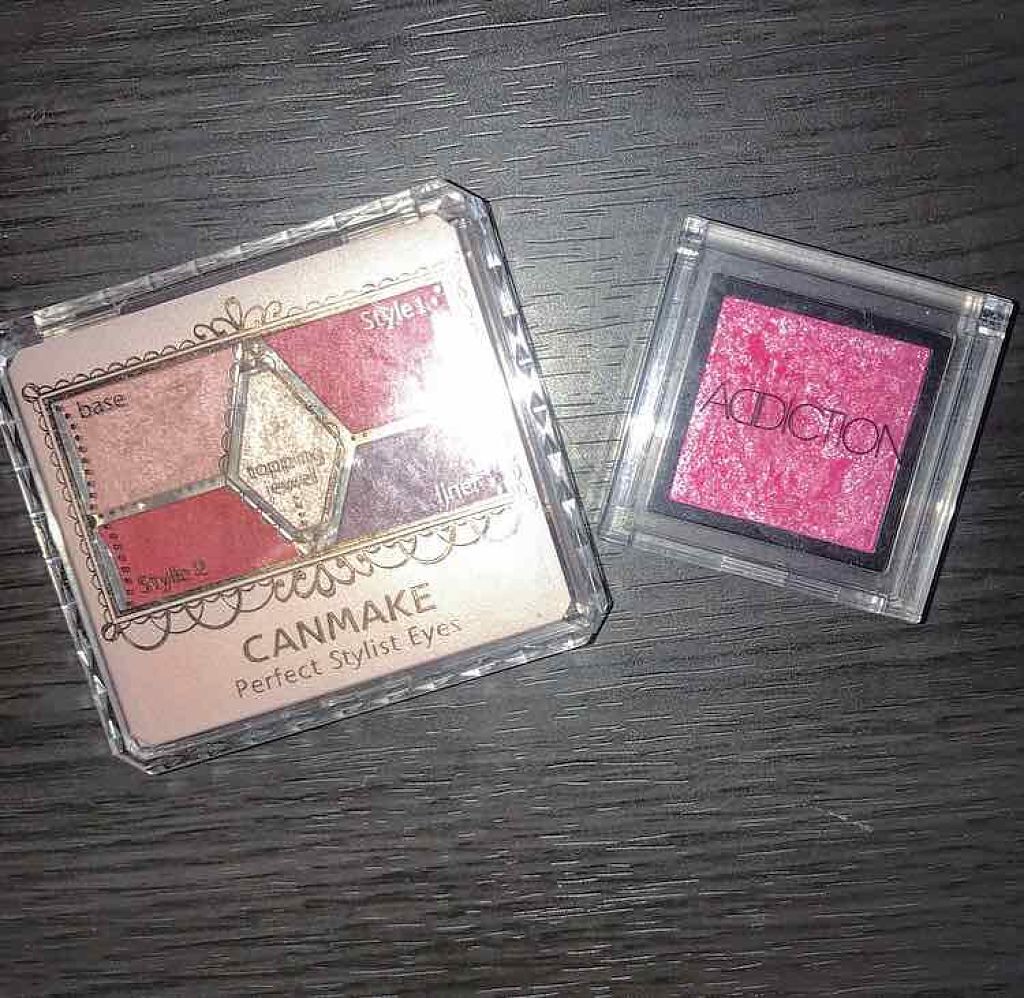 base
Style 1
topping
jewel
liner
Style 2
CANMAKE
Perfect Stylist Eyes
ADDICTION